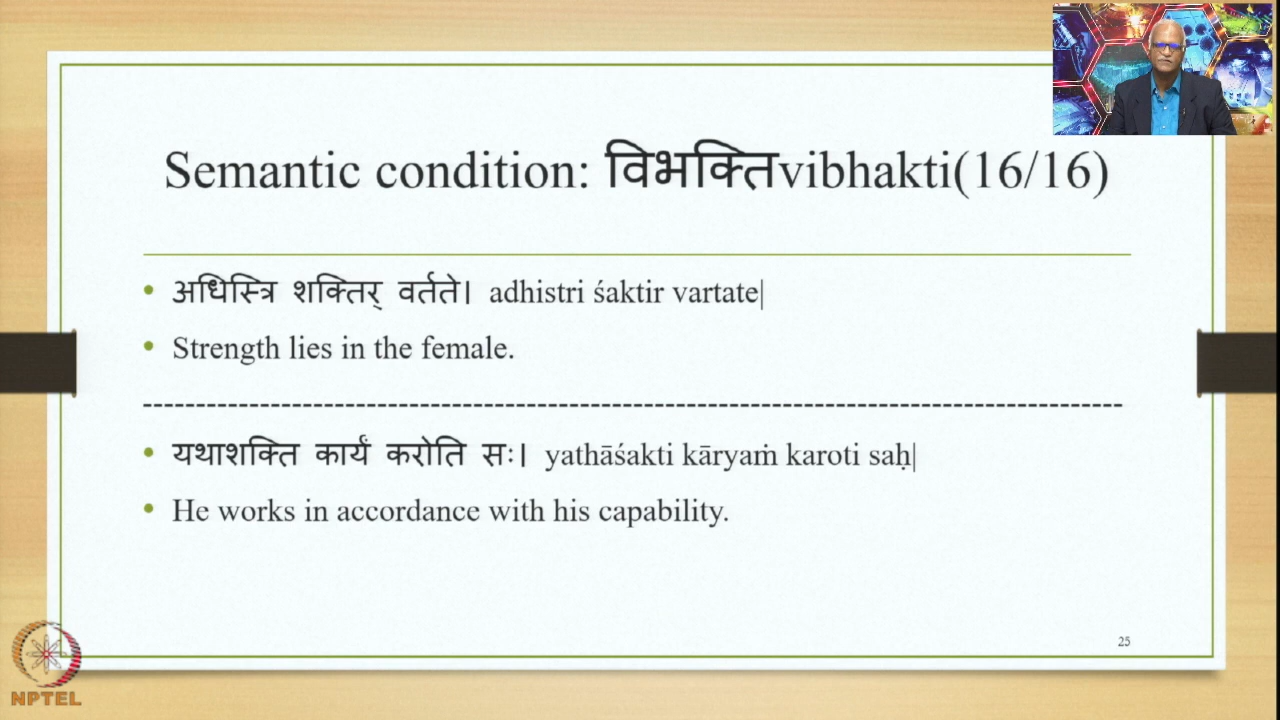 Semantic condition: विभक्तिvibhakti(16/16)
• अधिस्त्रि शक्तिर् वर्तते। adhistri śaktir vartate|
• Strength lies in the female.
--------------------------------------------------------------------------------------------
• यथाशक्ति कार्यं करोति सः। yathāśakti kāryaṁ karoti saḥ|
• He works in accordance with his capability.
25
NPTEL